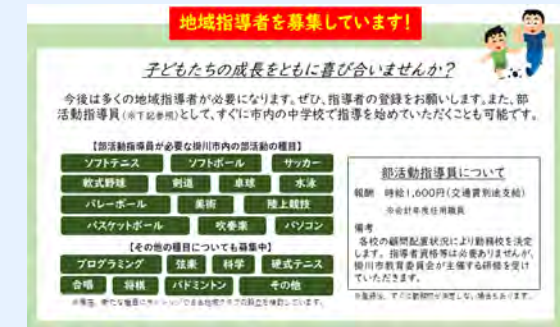 地域指導者を募集しています!
子どもたちの成長をともに喜び合いませんか?
今後は多くの地域指導者が必要になります。ぜひ、指導者の登録をお願いします。また、部
活動指導員(※下記参照)として、すぐに市内の中学校で指導を始めていただくことも可能です。
【部活動指導員が必要な掛川市内の部活動の種目】
ソフトテニス ソフトボール サッカー
軟式野球 剣道 卓球 水泳
バレーボール 美術 陸上競技
バスケットボール 吹奏楽 パソコン
【その他の種目についても募集中】
プログラミング 弦楽 科学 硬式テニス
合唱 将棋 バドミントン その他
部活動指導員について
報酬 時給1,600円(交通費別途支給)
※会計年度任用職員
備考
各校の顧問配置状況により勤務校を決定
します。指導者資格等は必要ありませんが、
掛川市教育委員会が主催する研修を受け
ていただきます。